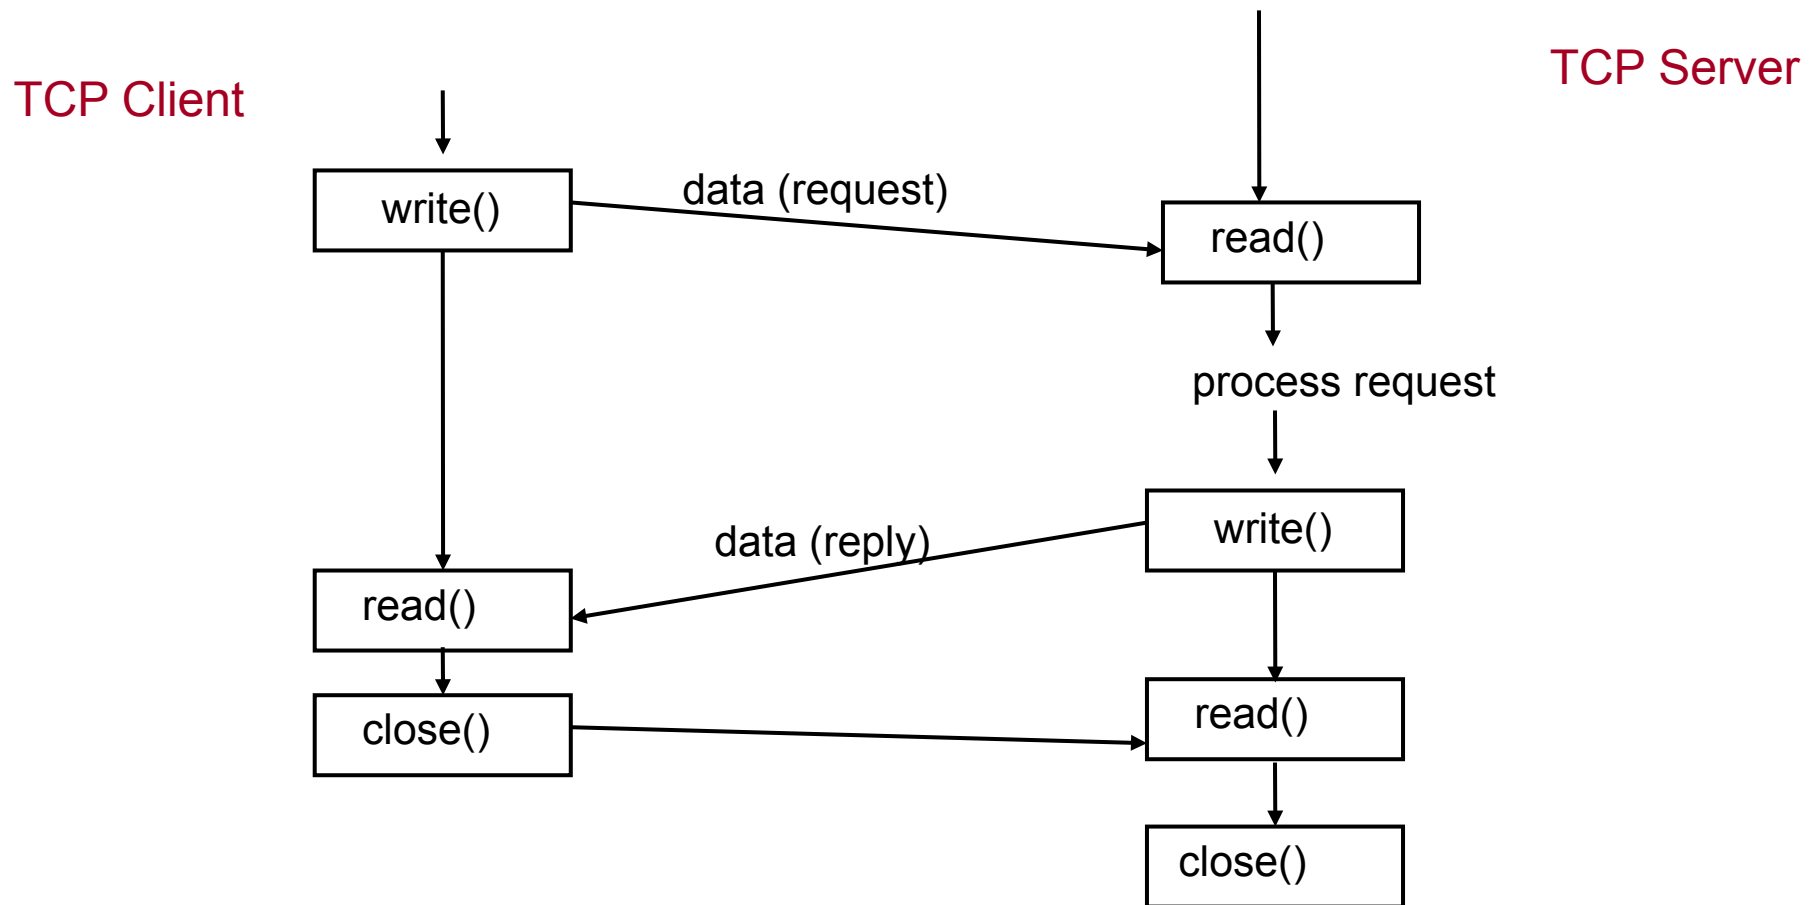 TCP Server
TCP Client
data (request)
write()
read()
process request
write()
data (reply)
read()
read()
close()
close()